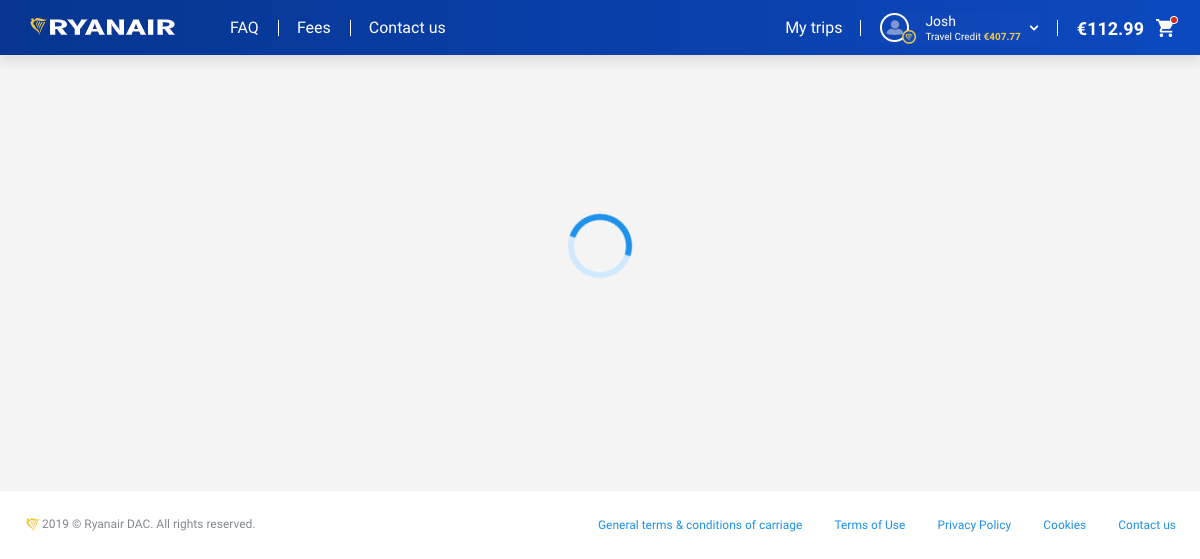 RYANAIR
FAQ
Fees
Contact us
My trips
Josh
Travel Credit €407.77
€112.99
2019 © Ryanair DAC. All rights reserved.
General terms & conditions of carriage
Terms of Use
Privacy Policy
Cookies
Contact us